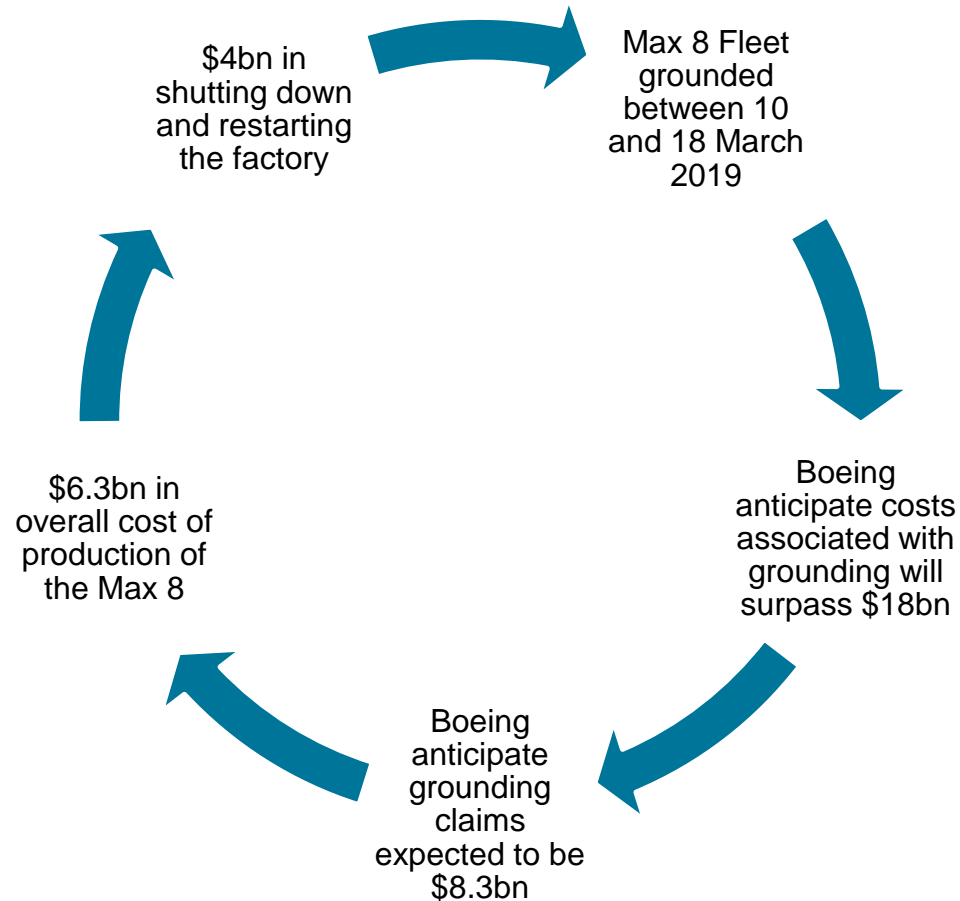 Max 8 Fleet
grounded
between 10
and 18 March
2019
Boeing
anticipate costs
associated with
grounding will
surpass $18bn
Boeing
anticipate
grounding
claims
expected to be
$8.3bn
$6.3bn in
overall cost of
production of
the Max 8
$4bn in
shutting down
and restarting
the factory